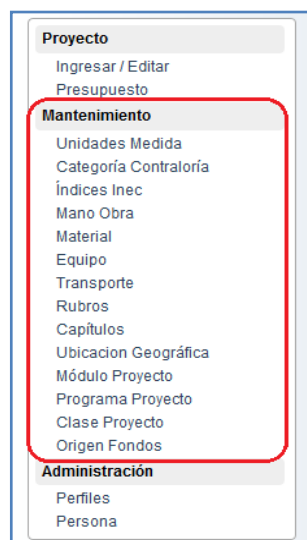 Proyecto
Ingresar / Editar
Presupuesto
Mantenimiento
Unidades Medida
Categoría Contraloría
Índices Inec
Mano Obra
Material
Equipo
Transporte
Rubros
Capítulos
Ubicacion Geográfica
Módulo Proyecto
Programa Proyecto
Clase Proyecto
Origen Fondos
Administración
Perfiles
Persona